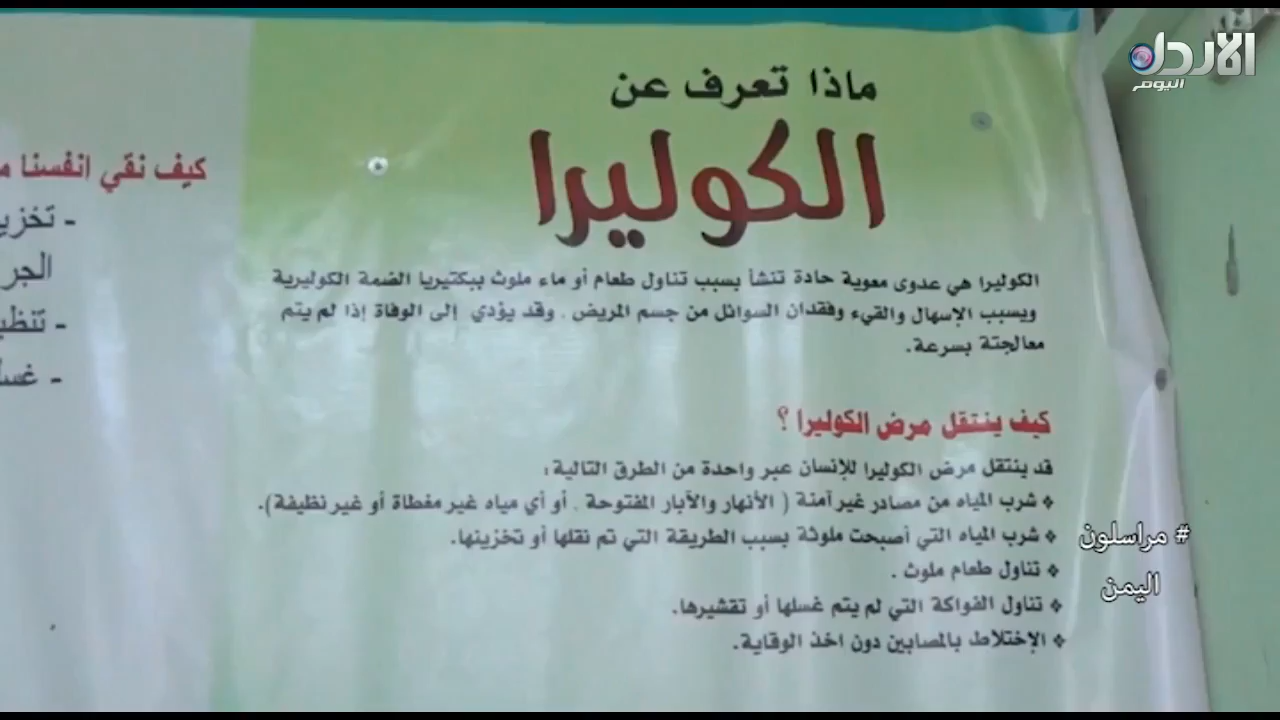 الاردن
اليوم
ماذا تعرف عن
الكوليرا
الكوليرا هي عدوى معوية حادة تنشأ بسبب تناول طعام أو ماء ملوث ببكتيريا الضمة الكوليرية
ويسبب الإسهال والقيء وفقدان السوائل من جسم المريض . وقد يؤدي إلى الوفاة إذا لم يتم
معالجتة بسرعة.
كيف ينتقل مرض الكوليرا ؟
قد ينتقل مرض الكوليرا للإنسان عبر واحدة من الطرق التالية :
❖ شرب المياه من مصادر غير آمنة ( الأنهار والآبار المفتوحة . أو أي مياه غير مغطاة أو غير نظيفة).
❖ شرب المياه التي أصبحت ملوثة بسبب الطريقة التي تم نقلها أو تخزينها.
❖ تناول طعام ملوث .
❖ تناول الفواكة التي لم يتم غسلها أو تقشيرها.
❖ الإختلاط بالمصابين دون اخذ الوقاية.
كيف نقي انفسنا
# مراسلون
اليمن